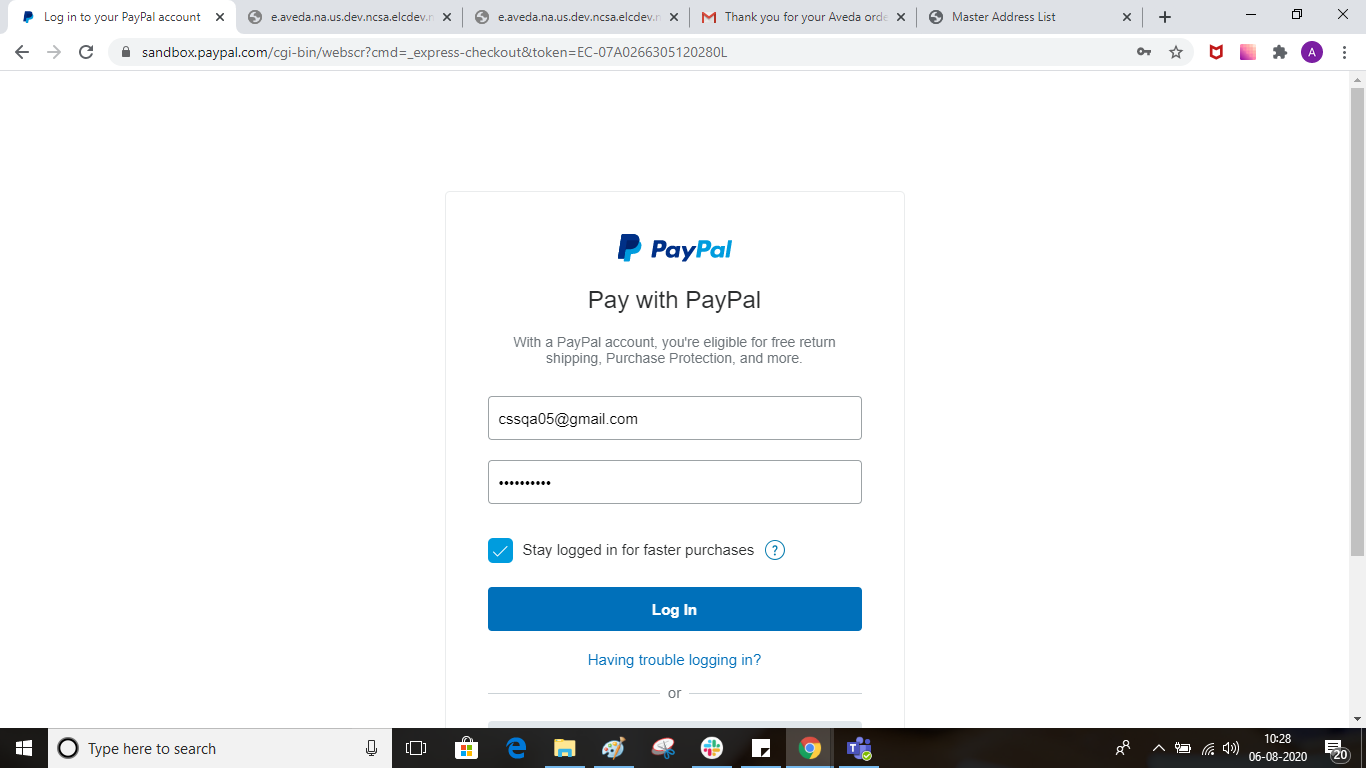 Log in to your PayPal account
e.aveda.na.us.dev.ncsa.elcdev.n
e.aveda.na.us.dev.ncsa.elcdev.n
Thank you for your Aveda orde
Master Address List
sandbox.paypal.com/cgi-bin/webscr?cmd=_express-checkout&token=EC-07A0266305120280L
A
PayPal
Pay with PayPal
With a PayPal account, you're eligible for free return
shipping, Purchase Protection, and more.
cssqa05@gmail.com
••••••••••
Stay logged in for faster purchases ?
Log In
Having trouble logging in?
or
Type here to search
10:28
06-08-2020
20